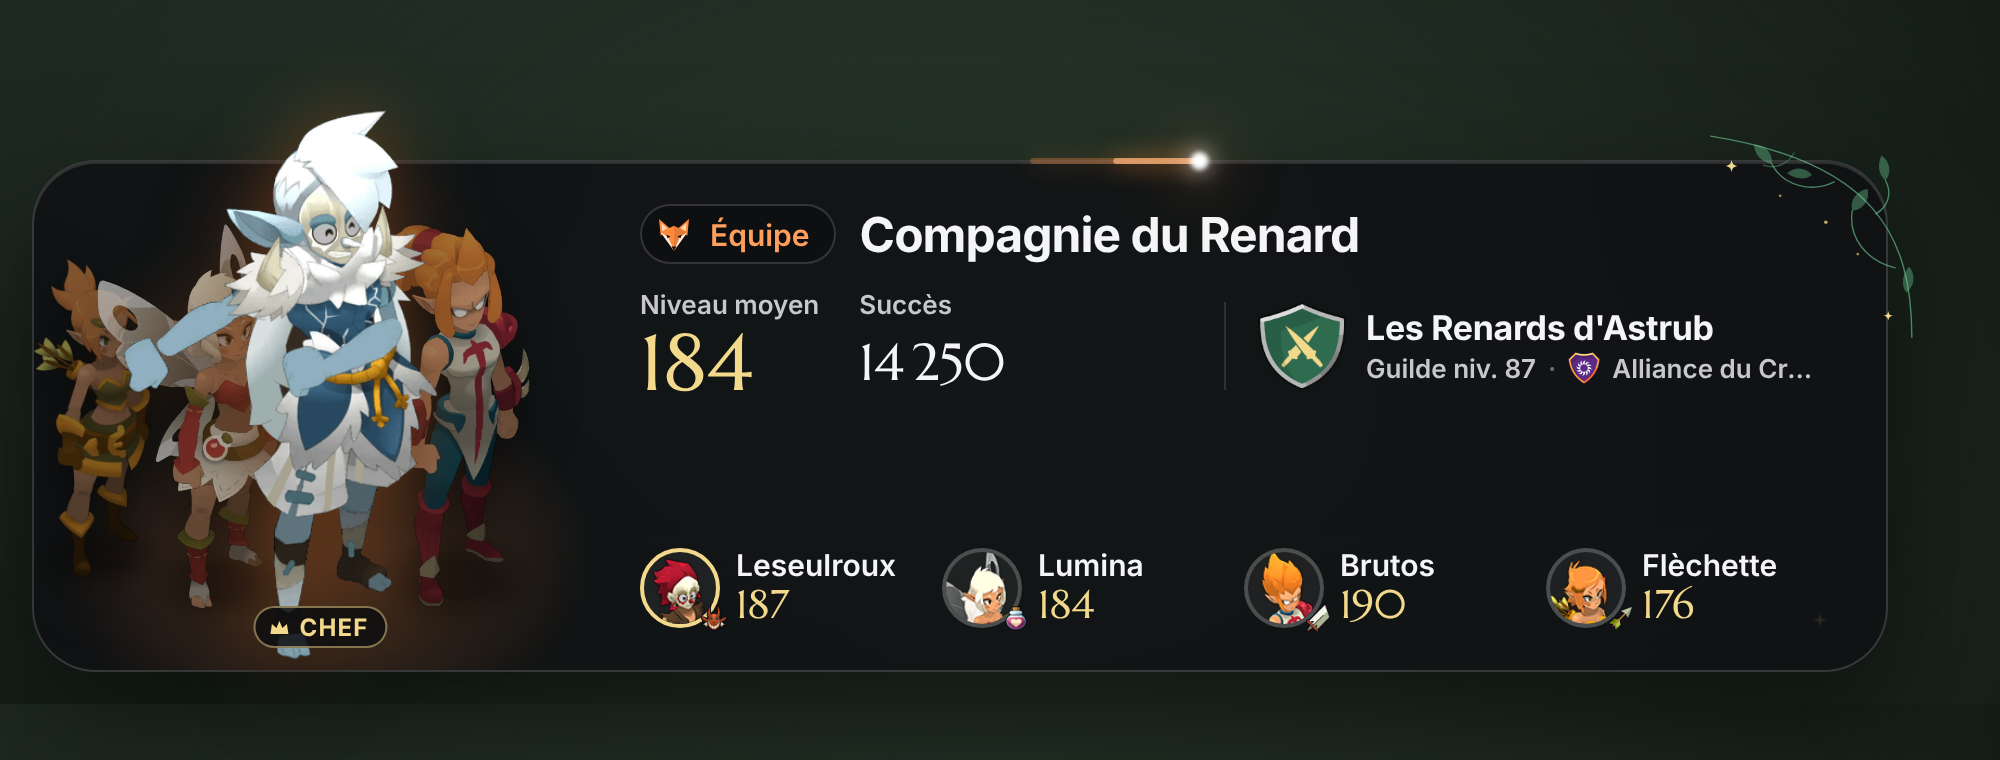 Équipe
Compagnie du Renard
Niveau moyen
184
Succès
14 250
Les Renards d'Astrub
Guilde niv. 87 · Alliance du Cr...
CHEF
Leseulroux
187
Lumina
184
Brutos
190
Flèchette
176